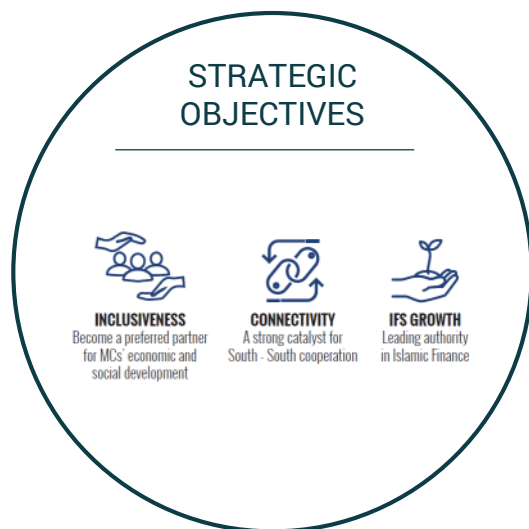 STRATEGIC
OBJECTIVES
INCLUSIVENESS
Become a preferred partner
for MCs' economic and
social development
CONNECTIVITY
A strong catalyst for
South - South cooperation
IFS GROWTH
Leading authority
in Islamic Finance